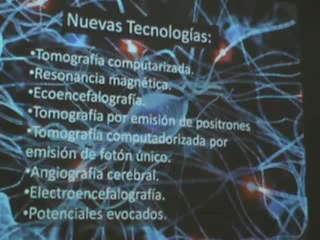 Nuevas Tecnologías:
•Tomografía computarizada.
•Resonancia magnética.
•Ecoencefalografía.
•Tomografía por emisión de positrones
•Tomografía computadorizada por
emisión de fotón único.
•Angiografía cerebral.
•Electroencefalografía.
•Potenciales evocados.